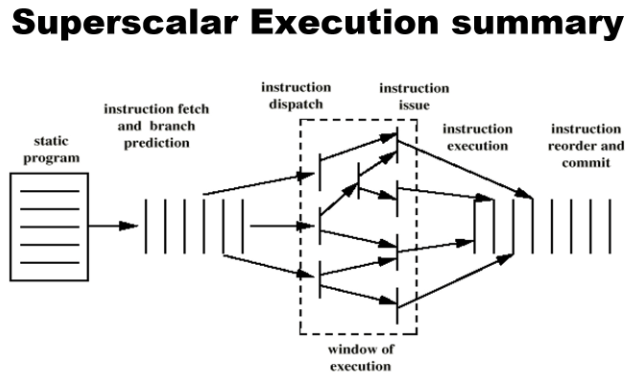 Superscalar Execution summary
instruction
dispatch
instruction
issue
instruction fetch
and branch
prediction
static
program
instruction
execution
instruction
reorder and
commit
window of
execution